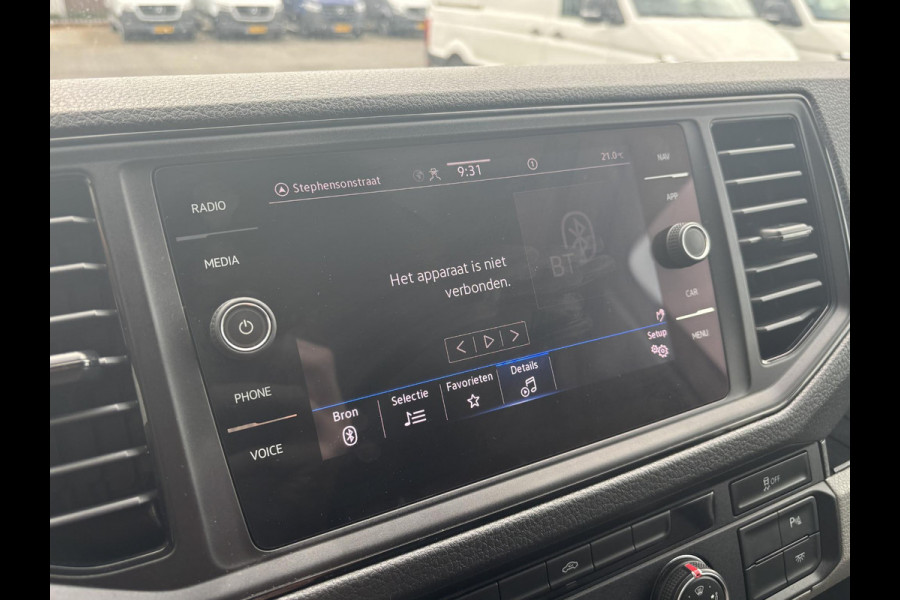 Stephensonstraat
9:31
21.0°C
NAV
RADIO
APP
MEDIA
Het apparaat is niet
verbonden.
BT
CAR
MENU
Setup
PHONE
Bron
Selectie
Favorieten
Details
VOICE
OFF
P